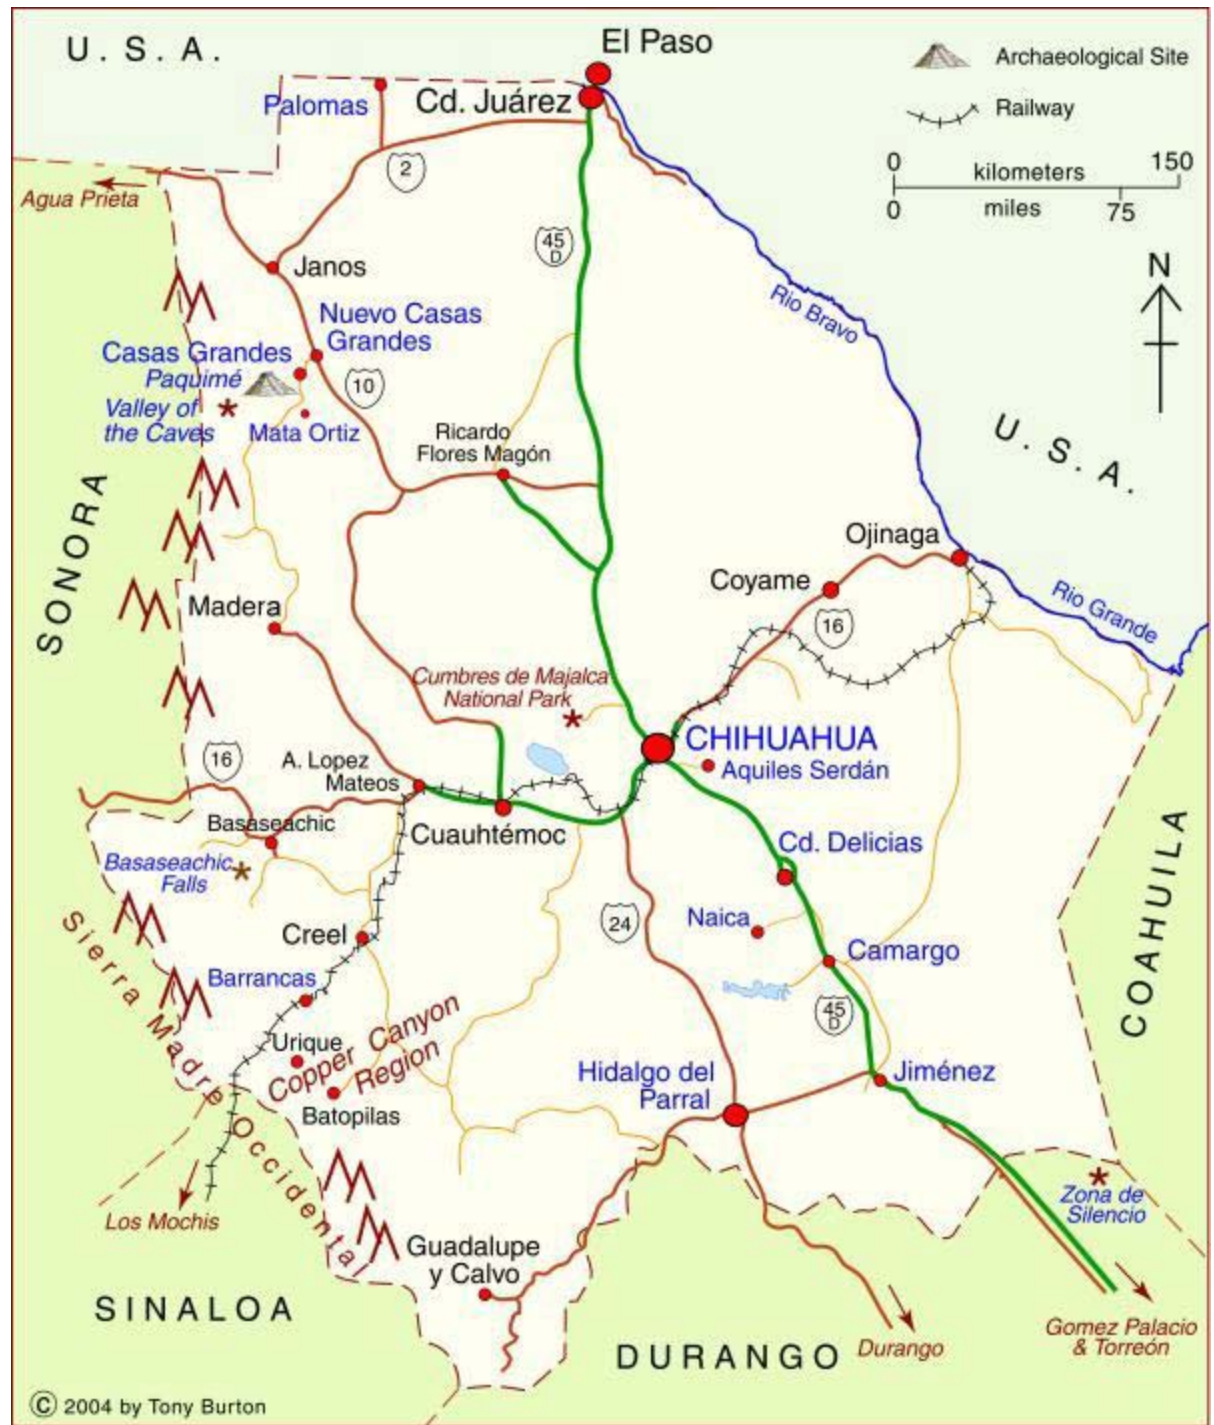 El Paso
U. S. A.
Archaeological Site
Palomas
Cd. Juárez
Railway
2
0
150
kilometers
Agua Prieta
0
miles
75
45
D
N
Janos
Rio Bravo
Nuevo Casas
Grandes
Casas Grandes
Paquimé
10
Valley of
the Caves
Mata Ortiz
Ricardo
Flores Magón
U. S. A.
SONORA
Ojinaga
Coyame
Rio Grande
Madera
16
Cumbres de Majalca
National Park
CHIHUAHUA
16
A. Lopez
Mateos
Aquiles Serdán
Basaseachic
Cuauhtémoc
Cd. Delicias
COAHUILA
Basaseachic
Falls
Naica
24
Creel
Camargo
Sierra Madre Occidental
Barrancas
45
D
Urique
Copper Canyon
Region
Hidalgo del
Parral
Jiménez
Batopilas
Zona de
Silencio
Los Mochis
Guadalupe
y Calvo
SINALOA
Gomez Palacio
& Torreón
DURANGO
Durango
© 2004 by Tony Burton